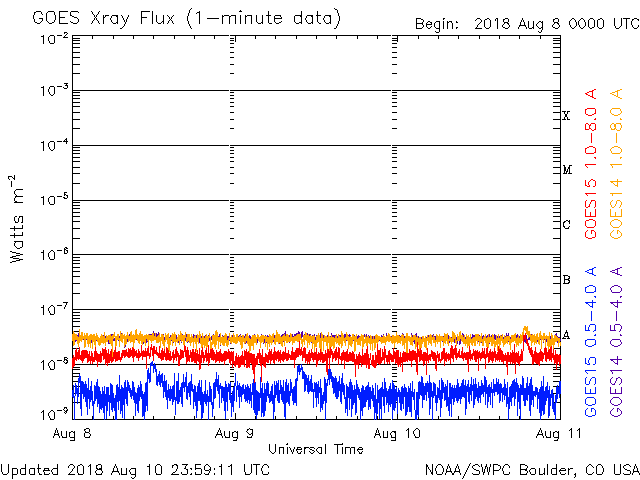 GOES Xray Flux (1-minute data)
Begin: 2018 Aug 8 0000 UTC
10⁻²
10⁻³
10⁻⁴
10⁻⁵
10⁻⁶
10⁻⁷
10⁻⁸
10⁻⁹
Watts m⁻²
X
M
C
B
A
GOES15 1.0-8.0 A
GOES14 1.0-8.0 A
GOES15 0.5-4.0 A
GOES14 0.5-4.0 A
Aug 8 Aug 9 Aug 10 Aug 11
Universal Time
Updated 2018 Aug 10 23:59:11 UTC
NOAA/SWPC Boulder, CO USA